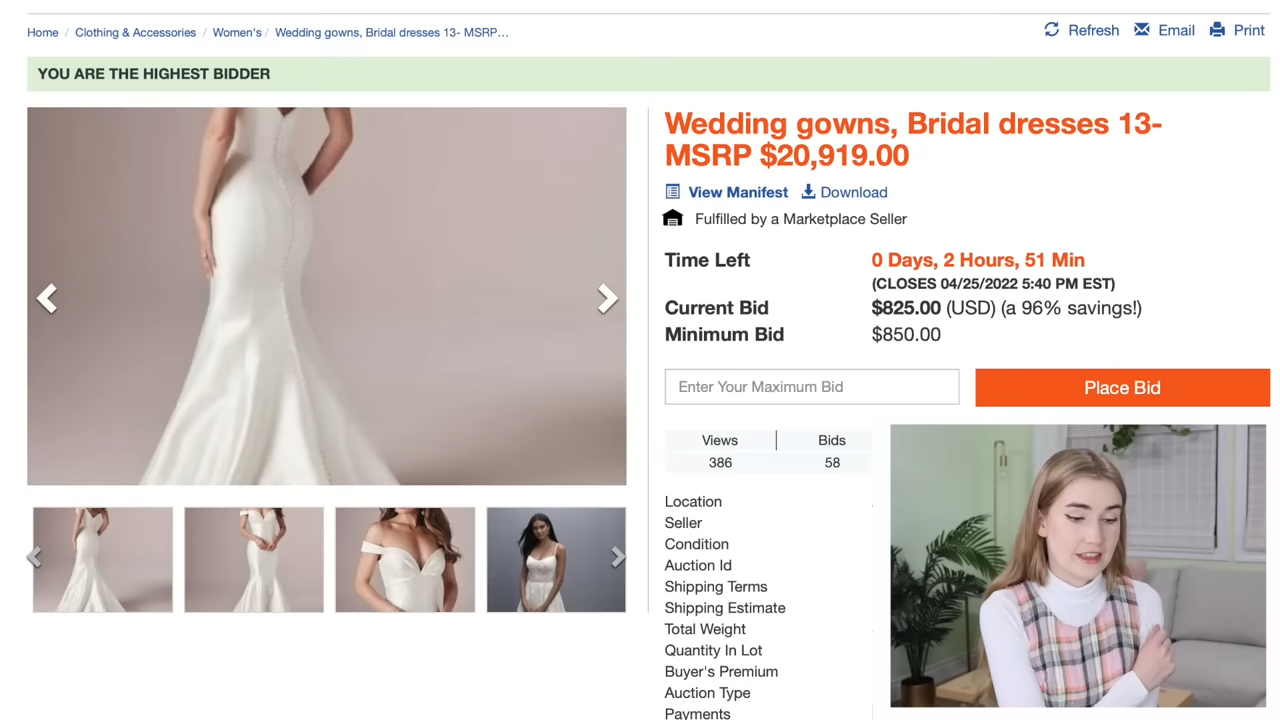 Home / Clothing & Accessories / Women's / Wedding gowns, Bridal dresses 13- MSRP...
Refresh Email Print
YOU ARE THE HIGHEST BIDDER
Wedding gowns, Bridal dresses 13-
MSRP $20,919.00
View Manifest Download
Fulfilled by a Marketplace Seller
Time Left 0 Days, 2 Hours, 51 Min
(CLOSES 04/25/2022 5:40 PM EST)
Current Bid $825.00 (USD) (a 96% savings!)
Minimum Bid $850.00
Enter Your Maximum Bid Place Bid
Views Bids
386 58
Location
Seller
Condition
Auction Id
Shipping Terms
Shipping Estimate
Total Weight
Quantity In Lot
Buyer's Premium
Auction Type
Payments